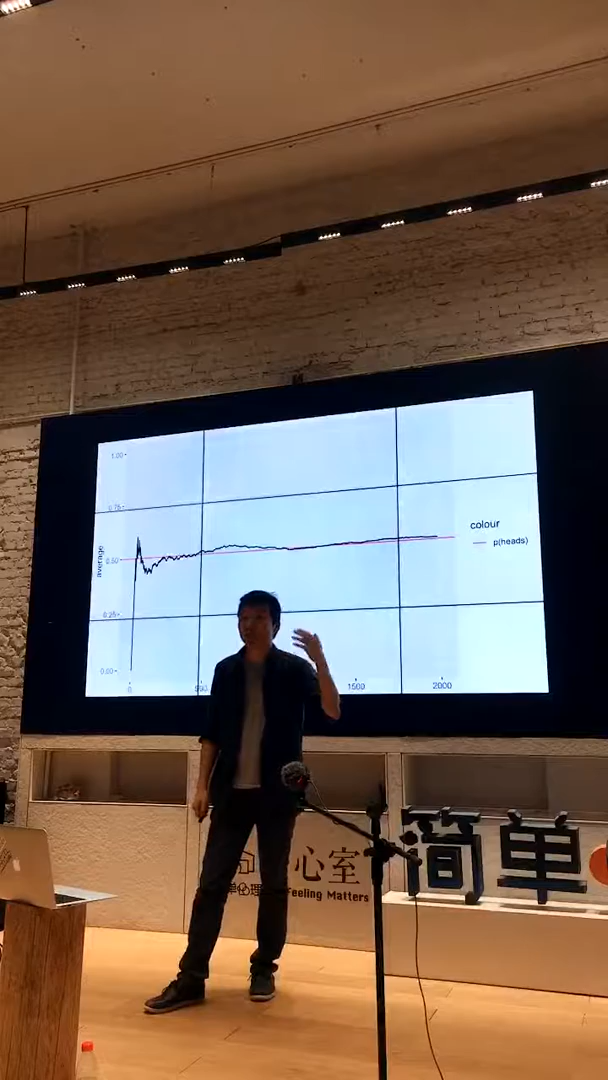 1.00
0.75
average
0.50
0.25
0.00
0
1500
2000
colour
p(heads)
心室
Feeling Matters
简单